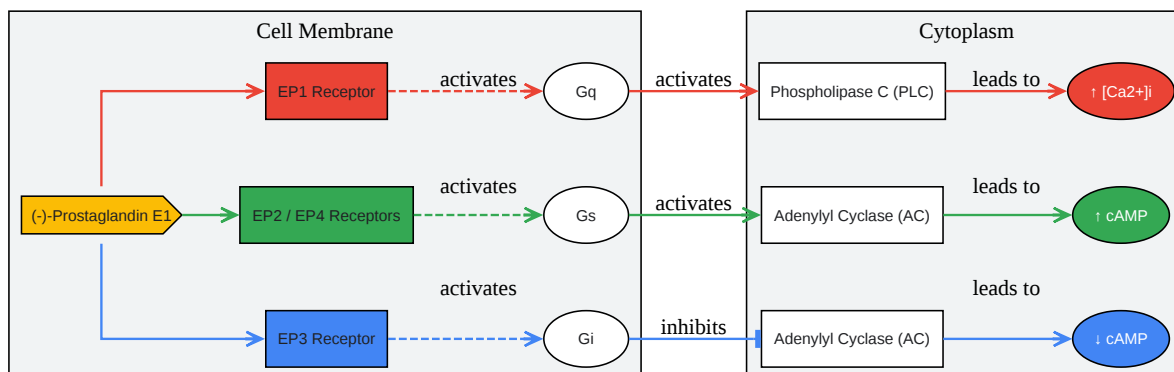 Cell Membrane
Cytoplasm
EP1 Receptor
activates
Gq
activates
Phospholipase C (PLC)
leads to
↑ [Ca2+]i
(-)-Prostaglandin E1
EP2 / EP4 Receptors
activates
Gs
activates
Adenylyl Cyclase (AC)
leads to
↑ cAMP
EP3 Receptor
activates
Gi
inhibits
Adenylyl Cyclase (AC)
leads to
↓ cAMP